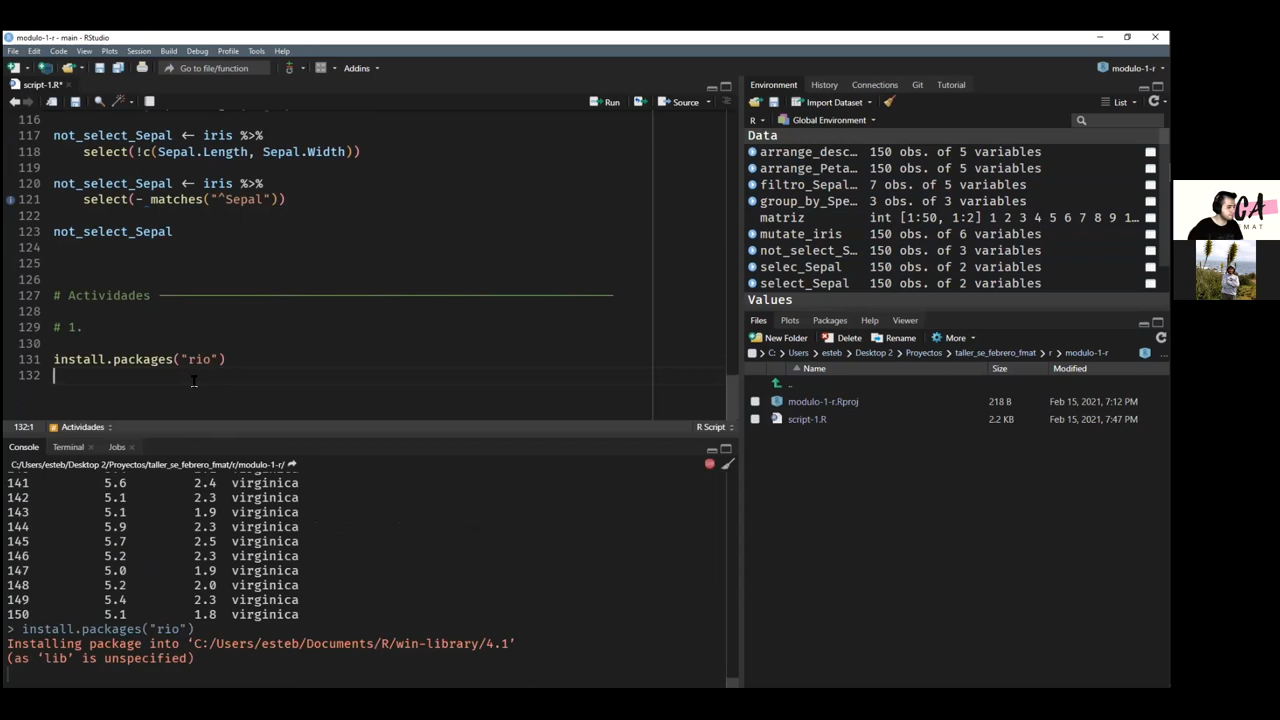 modulo-1-r - main - RStudio
File Edit Code View Plots Session Build Debug Profile Tools Help
Go to file/function Addins modulo-1-r
script-1.R*
Run Source
116
117 not_select_Sepal <- iris %>%
118 select(!c(Sepal.Length, Sepal.Width))
119
120 not_select_Sepal <- iris %>%
121 select(- matches("^Sepal"))
122
123 not_select_Sepal
124
125
126
127 # Actividades
128
129 # 1.
130
131 install.packages("rio")
132
132:1 # Actividades R Script
Console Terminal Jobs
C:/Users/esteb/Desktop 2/Proyectos/taller_se_febrero_fmat/r/modulo-1-r/
141 5.6 2.4 virginica
142 5.1 2.3 virginica
143 5.1 1.9 virginica
144 5.9 2.3 virginica
145 5.7 2.5 virginica
146 5.2 2.3 virginica
147 5.0 1.9 virginica
148 5.2 2.0 virginica
149 5.4 2.3 virginica
150 5.1 1.8 virginica
> install.packages("rio")
Installing package into ‘C:/Users/esteb/Documents/R/win-library/4.1’
(as ‘lib’ is unspecified)
Environment History Connections Git Tutorial
Import Dataset List
R Global Environment
Data
arrange_desc… 150 obs. of 5 variables
arrange_Peta… 150 obs. of 5 variables
filtro_Sepal… 7 obs. of 5 variables
group_by_Spe… 3 obs. of 3 variables
matriz int [1:50, 1:2] 1 2 3 4 5 6 7 8 9 1…
mutate_iris 150 obs. of 6 variables
not_select_S… 150 obs. of 3 variables
selec_Sepal 150 obs. of 2 variables
select_Sepal 150 obs. of 2 variables
Values
Files Plots Packages Help Viewer
New Folder Delete Rename More
C: Users esteb Desktop 2 Proyectos taller_se_febrero_fmat r modulo-1-r ...
Name Size Modified
..
modulo-1-r.Rproj 218 B Feb 15, 2021, 7:12 PM
script-1.R 2.2 KB Feb 15, 2021, 7:47 PM
CA
MAT